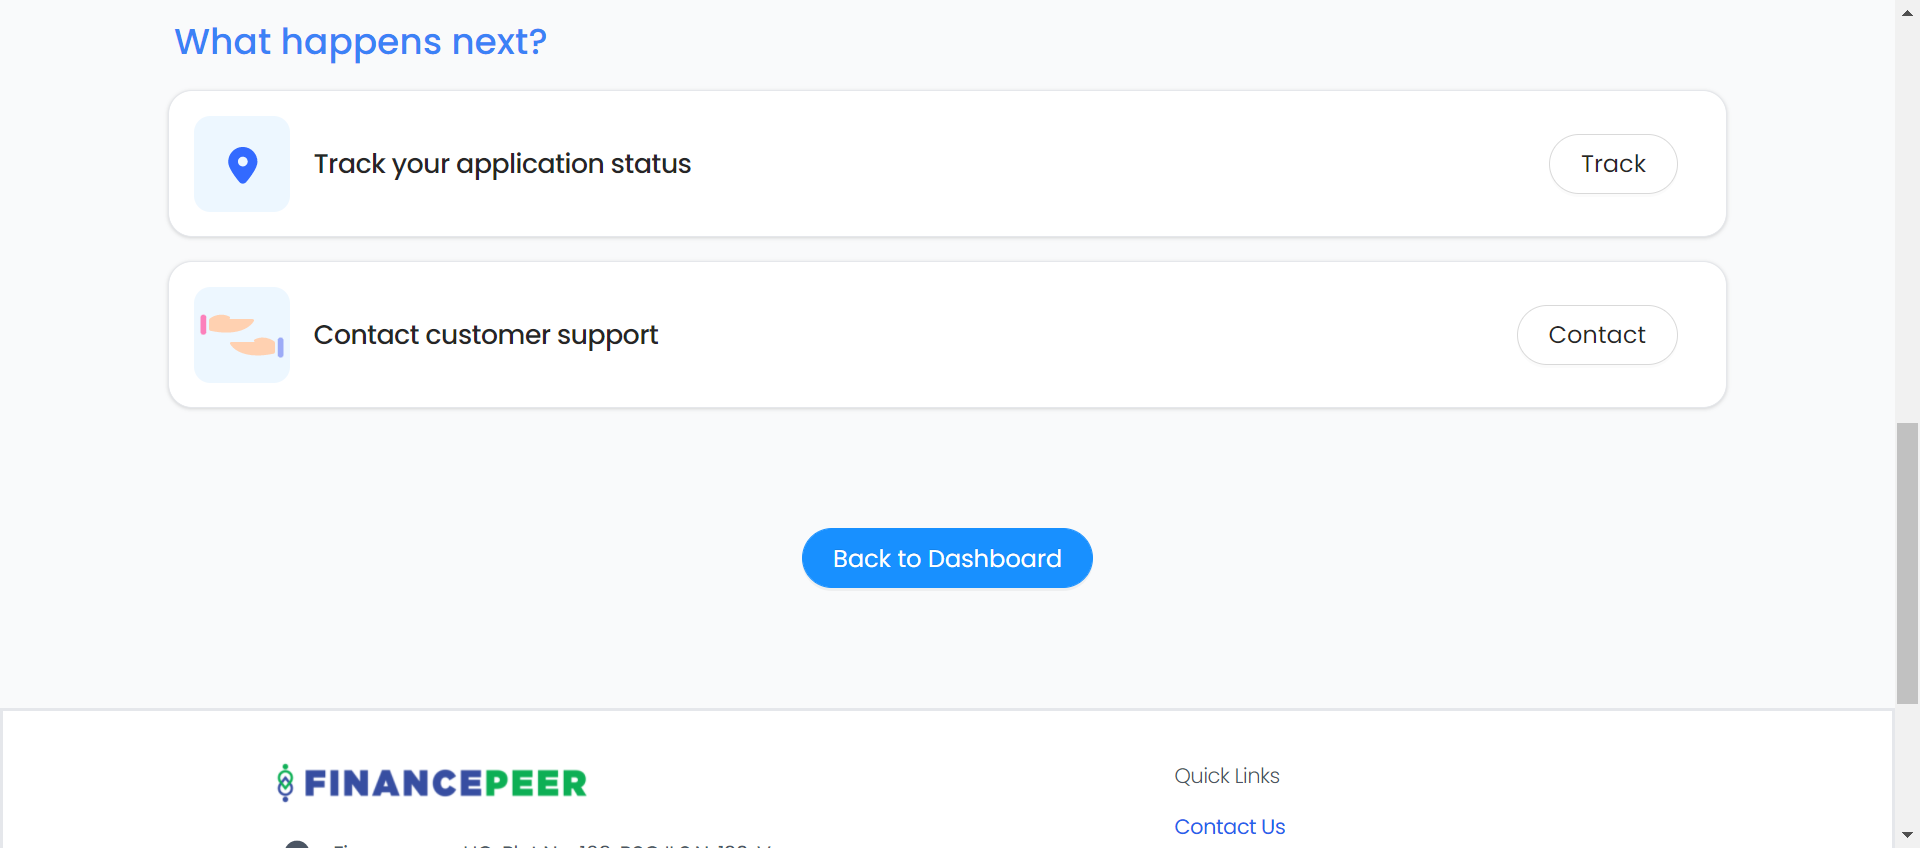 What happens next?
Track your application status
Track
Contact customer support
Contact
Back to Dashboard
FINANCEPEER
Quick Links
Contact Us